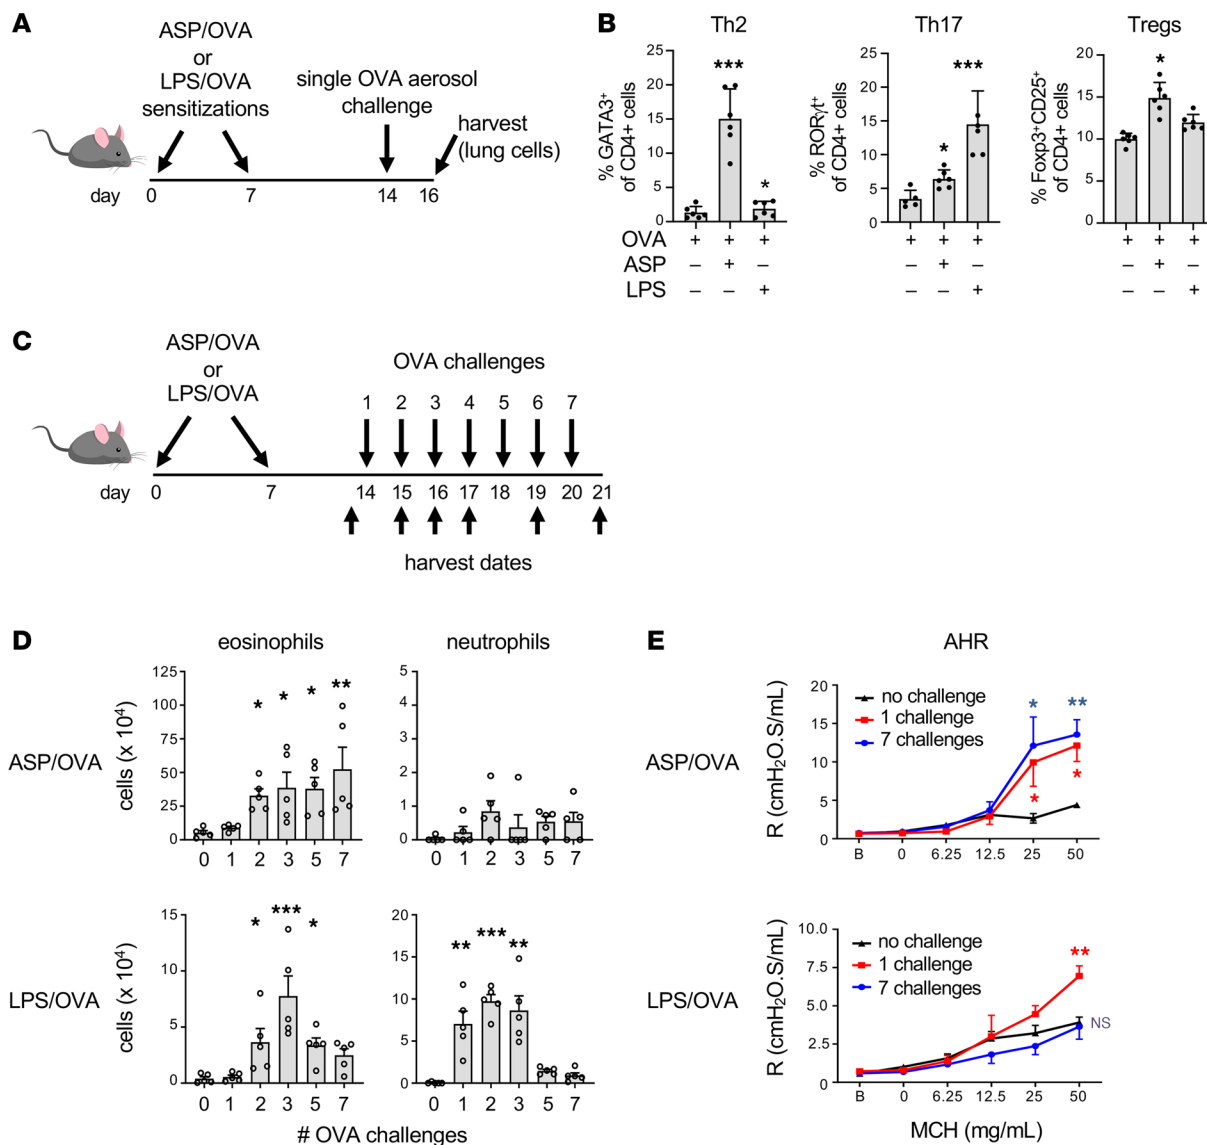 A
ASP/OVA
or
LPS/OVA
sensitizations
single OVA aerosol
challenge
harvest
(lung cells)
day
0 7 14 16
B
Th2
*** *
% GATA3⁺
of CD4+ cells
25
20
15
10
5
0
Th17
* ***
% RORγt⁺
of CD4+ cells
25
20
15
10
5
0
Tregs
*
% Foxp3⁺CD25⁺
of CD4+ cells
20
15
10
5
0
OVA + + + + + + + + +
ASP – + – – + – – + –
LPS – – + – – + – – +
C
ASP/OVA
or
LPS/OVA
OVA challenges
1 2 3 4 5 6 7
day
0 7 14 15 16 17 18 19 20 21
harvest dates
D
eosinophils
neutrophils
ASP/OVA
cells (x 10⁴)
125
100
75
50
25
0
* * * **
0 1 2 3 5 7
5
4
3
2
1
0
0 1 2 3 5 7
LPS/OVA
cells (x 10⁴)
15
10
5
0
* *** *
0 1 2 3 5 7
20
15
10
5
0
** *** **
0 1 2 3 5 7
# OVA challenges
E
AHR
ASP/OVA
R (cmH₂O.S/mL)
20
15
10
5
0
no challenge
1 challenge
7 challenges
* **
* *
B 0 6.25 12.5 25 50
LPS/OVA
R (cmH₂O.S/mL)
10.0
7.5
5.0
2.5
0
no challenge
1 challenge
7 challenges
**
NS
B 0 6.25 12.5 25 50
MCH (mg/mL)